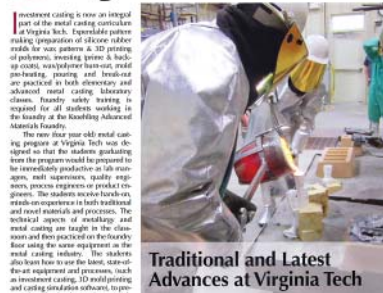 Investment casting is now an integral
part of the metal casting curriculum
at Virginia Tech. Expendable pattern
making (preparation of silicone rubber
molds for wax patterns & 3D printing
of polymers), investing (prime & back-
up coats), wax/polymer burn-out, mold
pre-heating, pouring and break-out
are practiced in both elementary and
advanced metal casting laboratory
classes. Foundry safety training is
required for all students working in
the foundry at the Kroehling Advanced
Materials Foundry.
The new (four year old) metal cast-
ing program at Virginia Tech was de-
signed so that the students graduating
from the program would be prepared to
be immediately productive as lab man-
agers, melt supervisors, quality engi-
neers, process engineers or product en-
gineers. The students receive hands-on,
minds-on experience in both traditional
and novel materials and processes. The
technical aspects of metallurgy and
metal casting are taught in the class-
room and then practiced on the foundry
floor using the same equipment as the
metal casting industry. The students
also learn how to use the latest, state-of-
the-art equipment and processes, (such
as investment casting, 3D mold printing
and casting simulation software), to pre-
Traditional and Latest
Advances at Virginia Tech